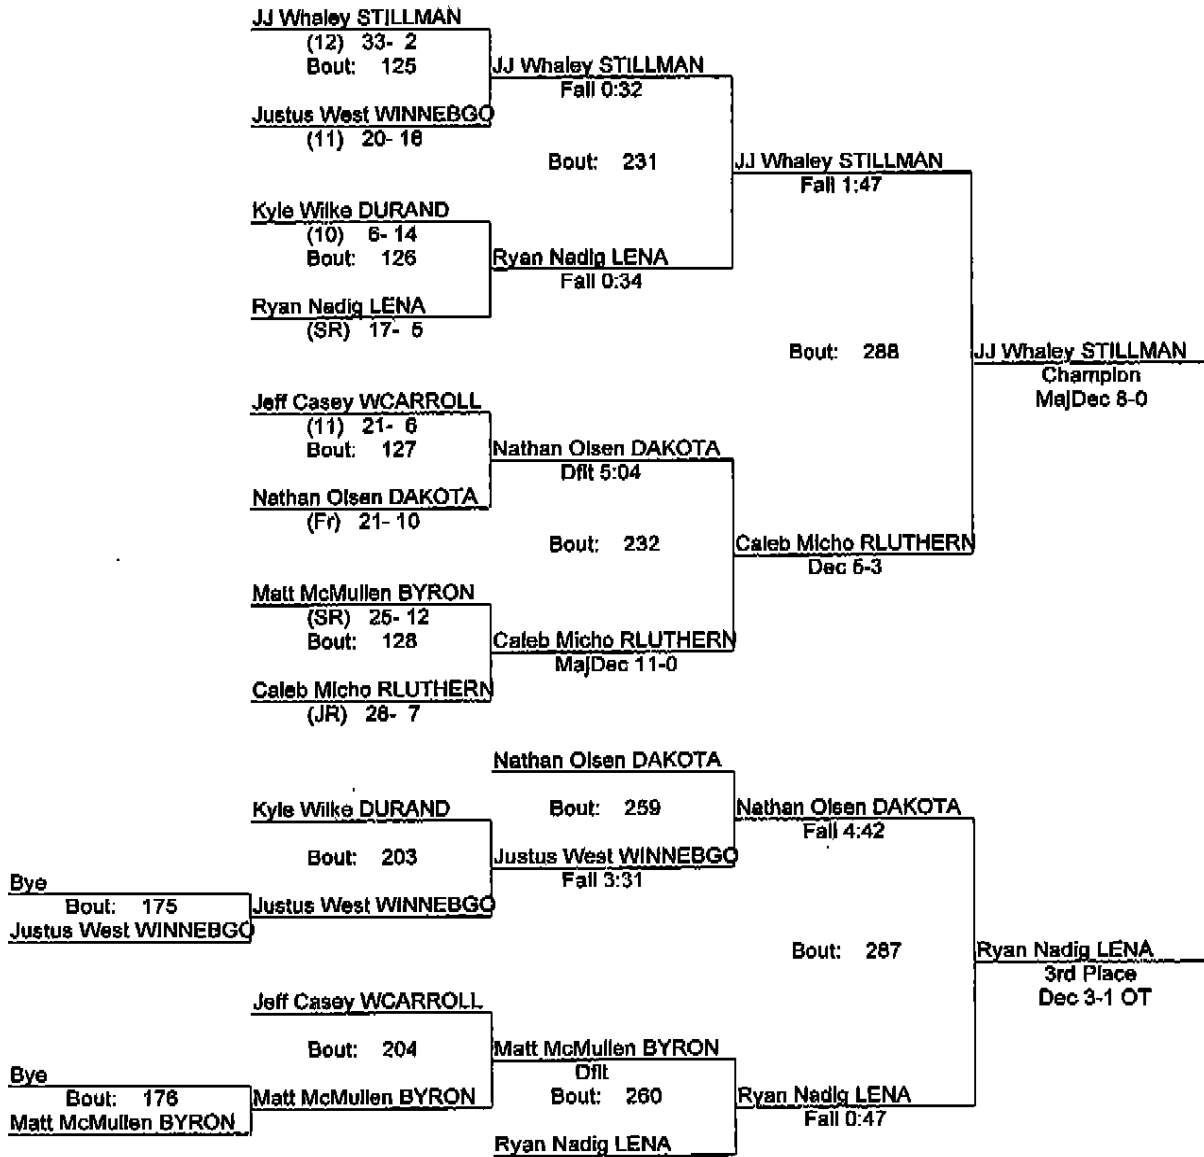 JJ Whaley STILLMAN
(12) 33- 2
Bout: 125
JJ Whaley STILLMAN
Fall 0:32
Justus West WINNEBGO
(11) 20- 16
Bout: 231
JJ Whaley STILLMAN
Fall 1:47
Kyle Wilke DURAND
(10) 6- 14
Bout: 126
Ryan Nadig LENA
Fall 0:34
Ryan Nadig LENA
(SR) 17- 5
Bout: 288
JJ Whaley STILLMAN
Champion
MajDec 8-0
Jeff Casey WCARROLL
(11) 21- 6
Bout: 127
Nathan Olsen DAKOTA
Dflt 5:04
Nathan Olsen DAKOTA
(Fr) 21- 10
Bout: 232
Caleb Micho RLUTHERN
Dec 6-3
Matt McMullen BYRON
(SR) 25- 12
Bout: 128
Caleb Micho RLUTHERN
MajDec 11-0
Caleb Micho RLUTHERN
(JR) 28- 7
Nathan Olsen DAKOTA
Kyle Wilke DURAND
Bout: 259
Nathan Olsen DAKOTA
Fall 4:42
Bout: 203
Justus West WINNEBGO
Fall 3:31
Bye
Bout: 175
Justus West WINNEBGO
Justus West WINNEBGO
Bout: 287
Ryan Nadig LENA
3rd Place
Dec 3-1 OT
Jeff Casey WCARROLL
Bout: 204
Matt McMullen BYRON
Dflt
Bye
Bout: 176
Matt McMullen BYRON
Bout: 260
Ryan Nadig LENA
Fall 0:47
Matt McMullen BYRON
Ryan Nadig LENA